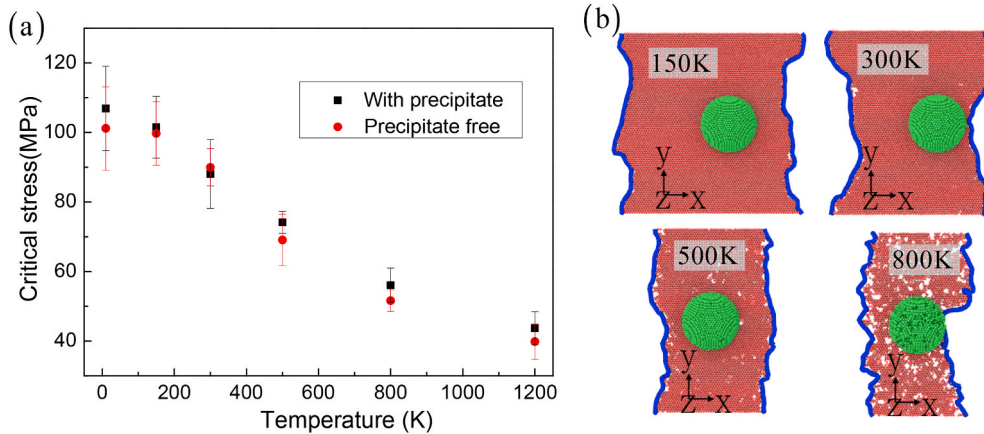 (a)
Critical stress(MPa)
120
100
80
60
40
0 200 400 600 800 1000 1200
Temperature (K)
With precipitate
Precipitate free
(b)
150K
y
Z X
300K
y
Z X
500K
y
Z X
800K
y
Z X